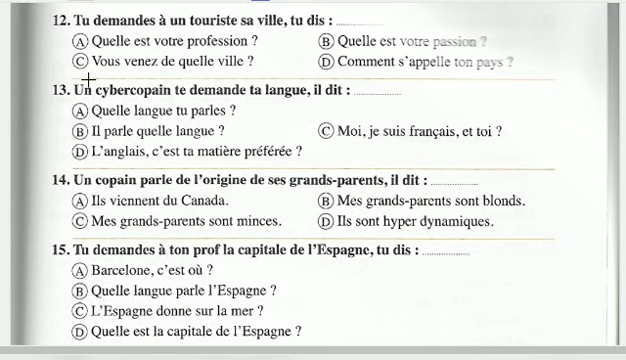 12. Tu demandes à un touriste sa ville, tu dis : ............
Ⓐ Quelle est votre profession ? Ⓑ Quelle est votre passion ?
Ⓒ Vous venez de quelle ville ? Ⓓ Comment s'appelle ton pays ?
13. Un cybercopain te demande ta langue, il dit : ............
Ⓐ Quelle langue tu parles ?
Ⓑ Il parle quelle langue ? Ⓒ Moi, je suis français, et toi ?
Ⓓ L'anglais, c'est ta matière préférée ?
14. Un copain parle de l'origine de ses grands-parents, il dit : ............
Ⓐ Ils viennent du Canada. Ⓑ Mes grands-parents sont blonds.
Ⓒ Mes grands-parents sont minces. Ⓓ Ils sont hyper dynamiques.
15. Tu demandes à ton prof la capitale de l'Espagne, tu dis : ............
Ⓐ Barcelone, c'est où ?
Ⓑ Quelle langue parle l'Espagne ?
Ⓒ L'Espagne donne sur la mer ?
Ⓓ Quelle est la capitale de l'Espagne ?